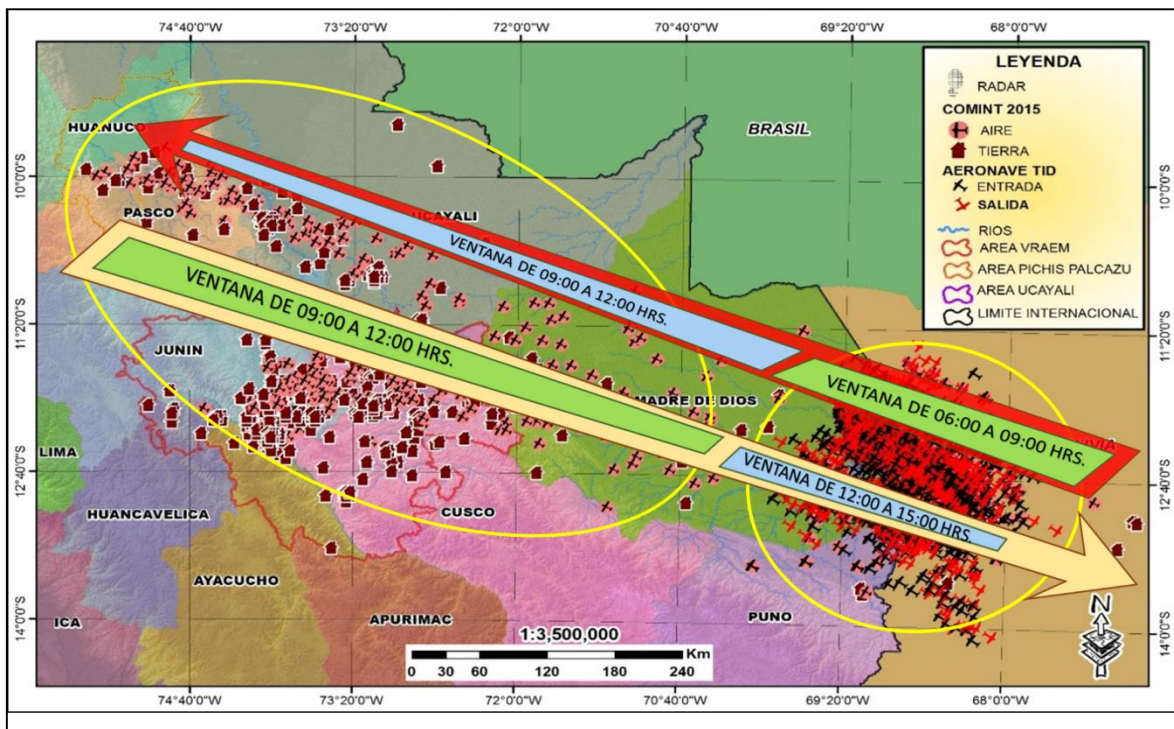 74°40'0"W
73°20'0"W
72°0'0"W
70°40'0"W
69°20'0"W
68°0'0"W
LEYENDA
RADAR
COMINT 2015
AIRE
TIERRA
AERONAVE TID
ENTRADA
SALIDA
RIOS
AREA VRAEM
AREA PICHIS PALCAZU
AREA UCAYALI
LIMITE INTERNACIONAL
HUANUCO
BRASIL
10°0'0"S
10°0'0"S
PASCO
UCAYALI
VENTANA DE 09:00 A 12:00 HRS.
VENTANA DE 09:00 A 12:00 HRS.
11°20'0"S
11°20'0"S
JUNIN
MADRE DE DIOS
VENTANA DE 06:00 A 09:00 HRS.
LIMA
VENTANA DE 12:00 A 15:00 HRS.
12°40'0"S
12°40'0"S
HUANCAVELICA
CUSCO
AYACUCHO
ICA
APURIMAC
PUNO
14°0'0"S
14°0'0"S
1:3,500,000
Km
0 30 60 120 180 240
N
74°40'0"W
73°20'0"W
72°0'0"W
70°40'0"W
69°20'0"W
68°0'0"W